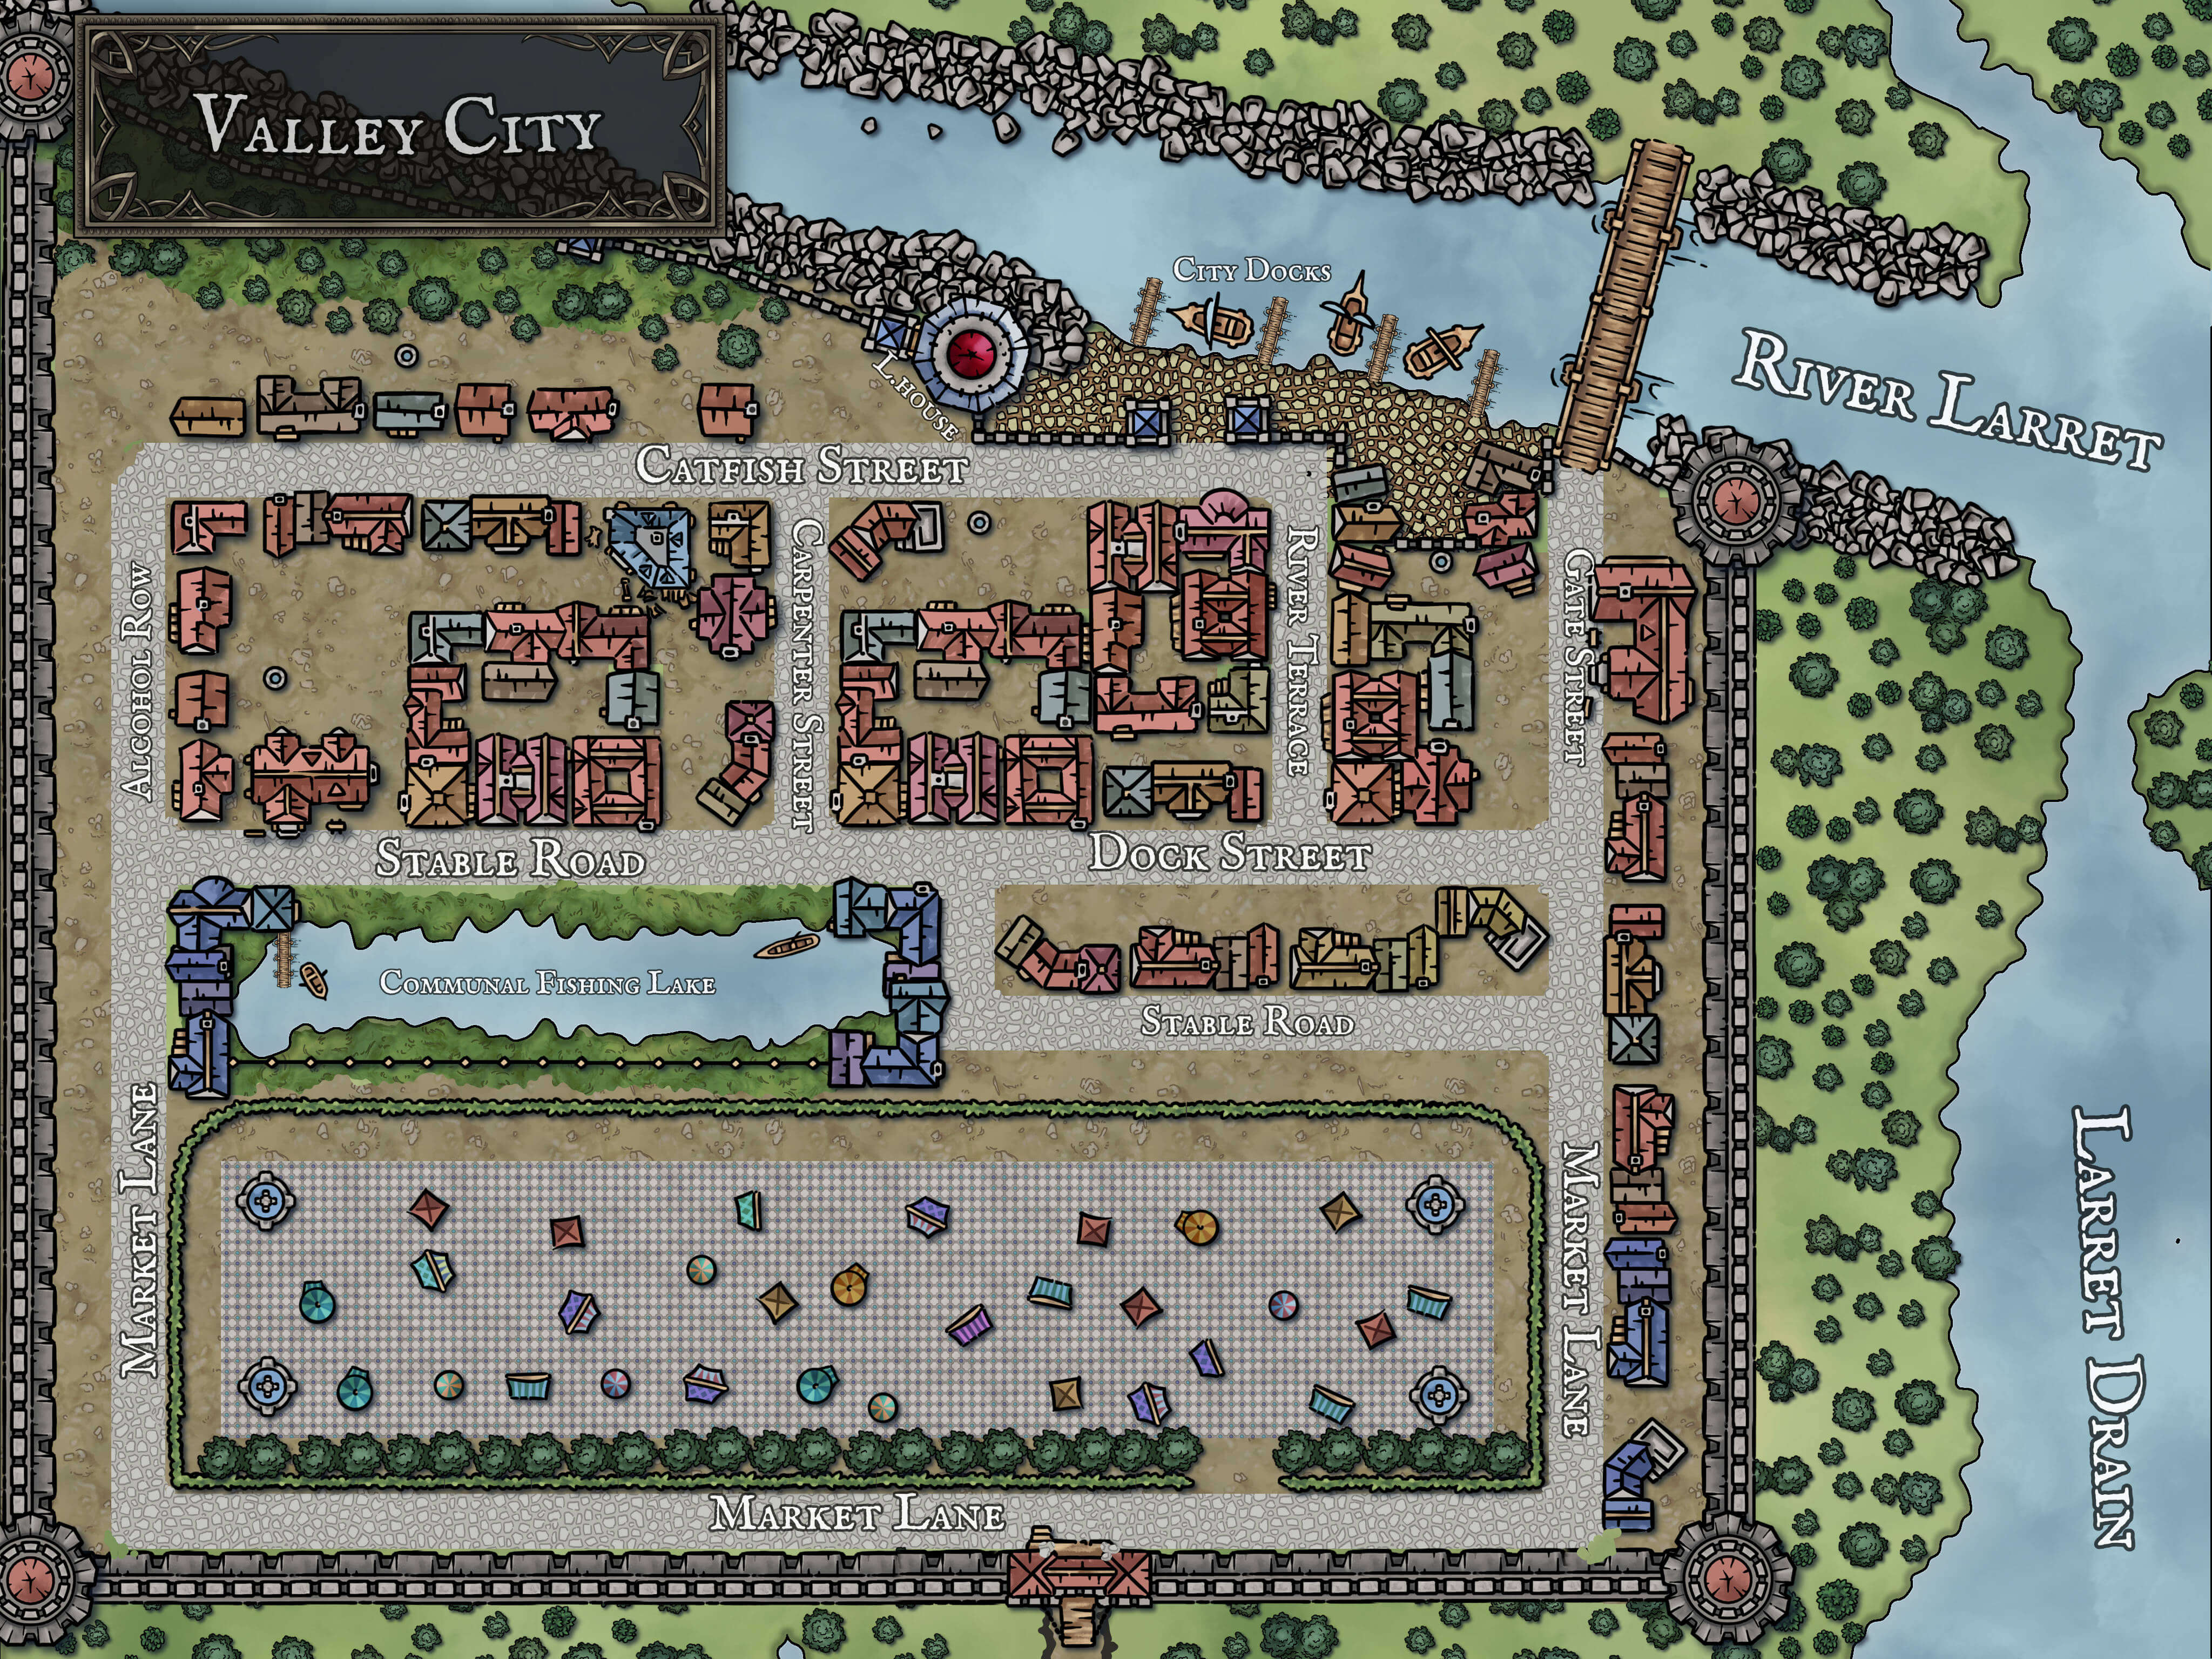 Valley City
City Docks
River Larret
L.house
Catfish Street
Alcohol Row
Carpenter Street
River Terrace
Gate Street
Stable Road
Dock Street
Communal Fishing Lake
Stable Road
Market Lane
Market Lane
Larret Drain
Market Lane